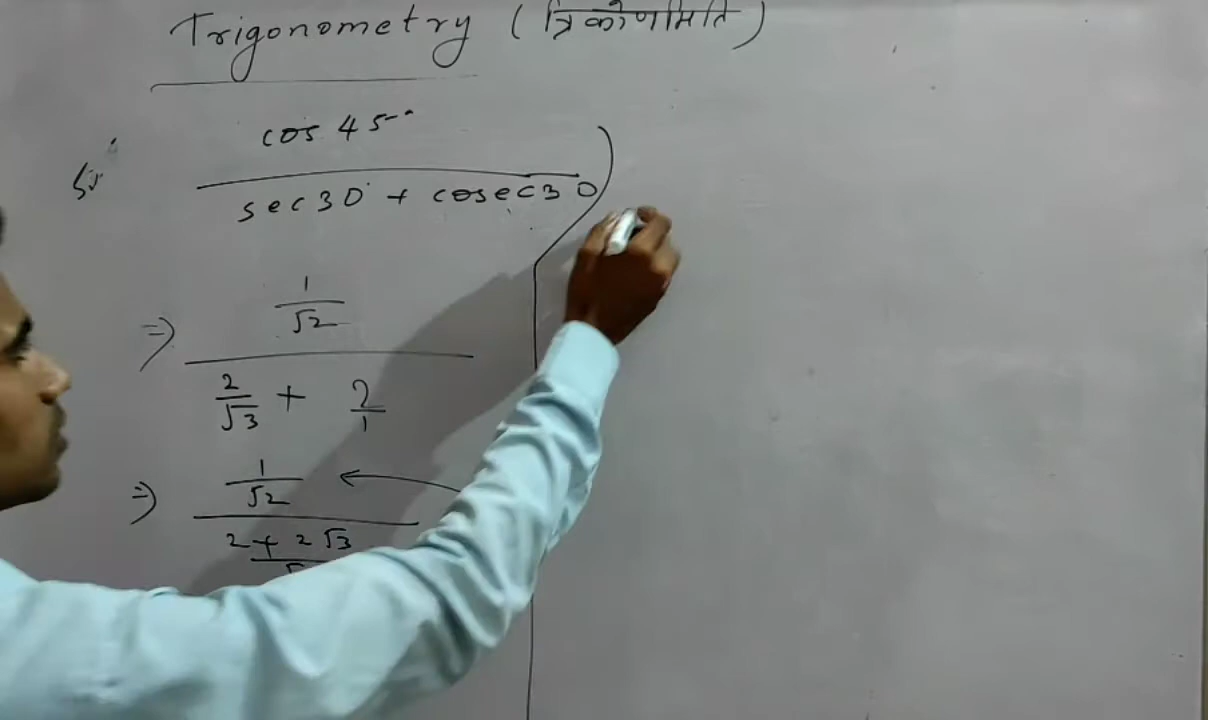 Trigonometry (त्रिकोणमिति)
cos 45°
sec 30° + cosec 30
⇒ 1
√2
2/√3 + 2/1
⇒ 1
√2
2 + 2√3